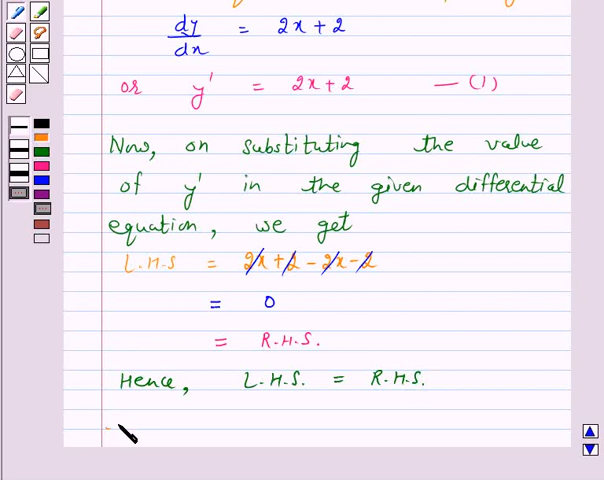 dy/dx = 2x + 2
or y' = 2x + 2 — (1)
Now, on substituting the value
of y' in the given differential
equation, we get
L.H.S = 2x + 2 - 2x - 2
= 0
= R.H.S.
Hence, L.H.S. = R.H.S.